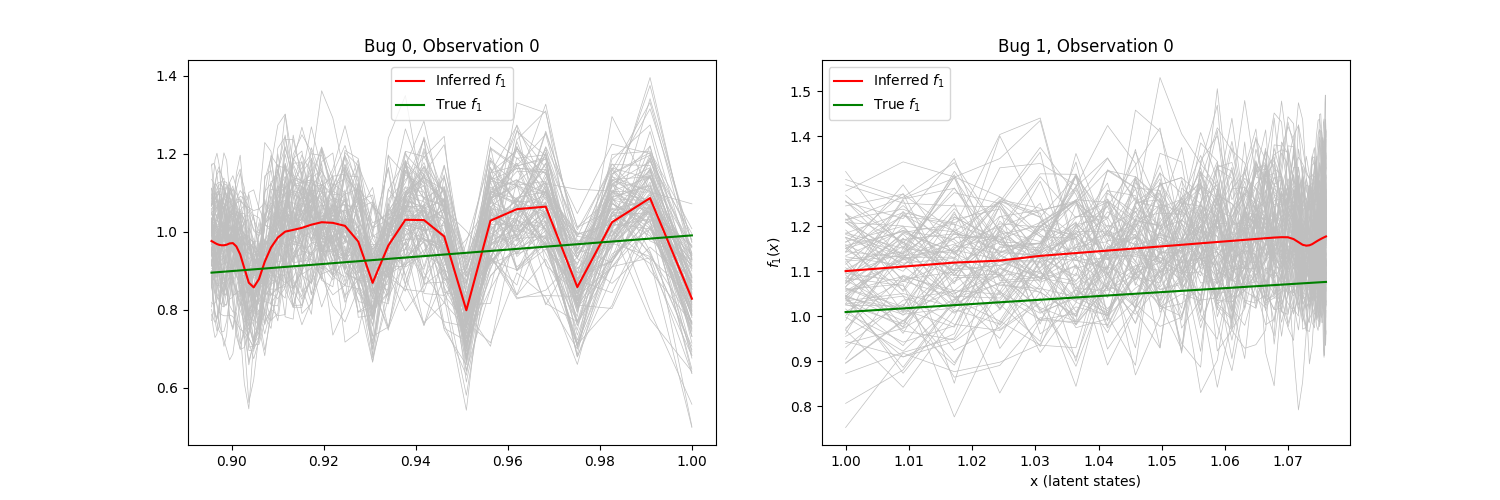 Bug 0, Observation 0
Inferred f₁
True f₁
1.4
1.2
1.0
0.8
0.6
0.90 0.92 0.94 0.96 0.98 1.00
Bug 1, Observation 0
Inferred f₁
True f₁
f₁(x)
1.5
1.4
1.3
1.2
1.1
1.0
0.9
0.8
1.00 1.01 1.02 1.03 1.04 1.05 1.06 1.07
x (latent states)